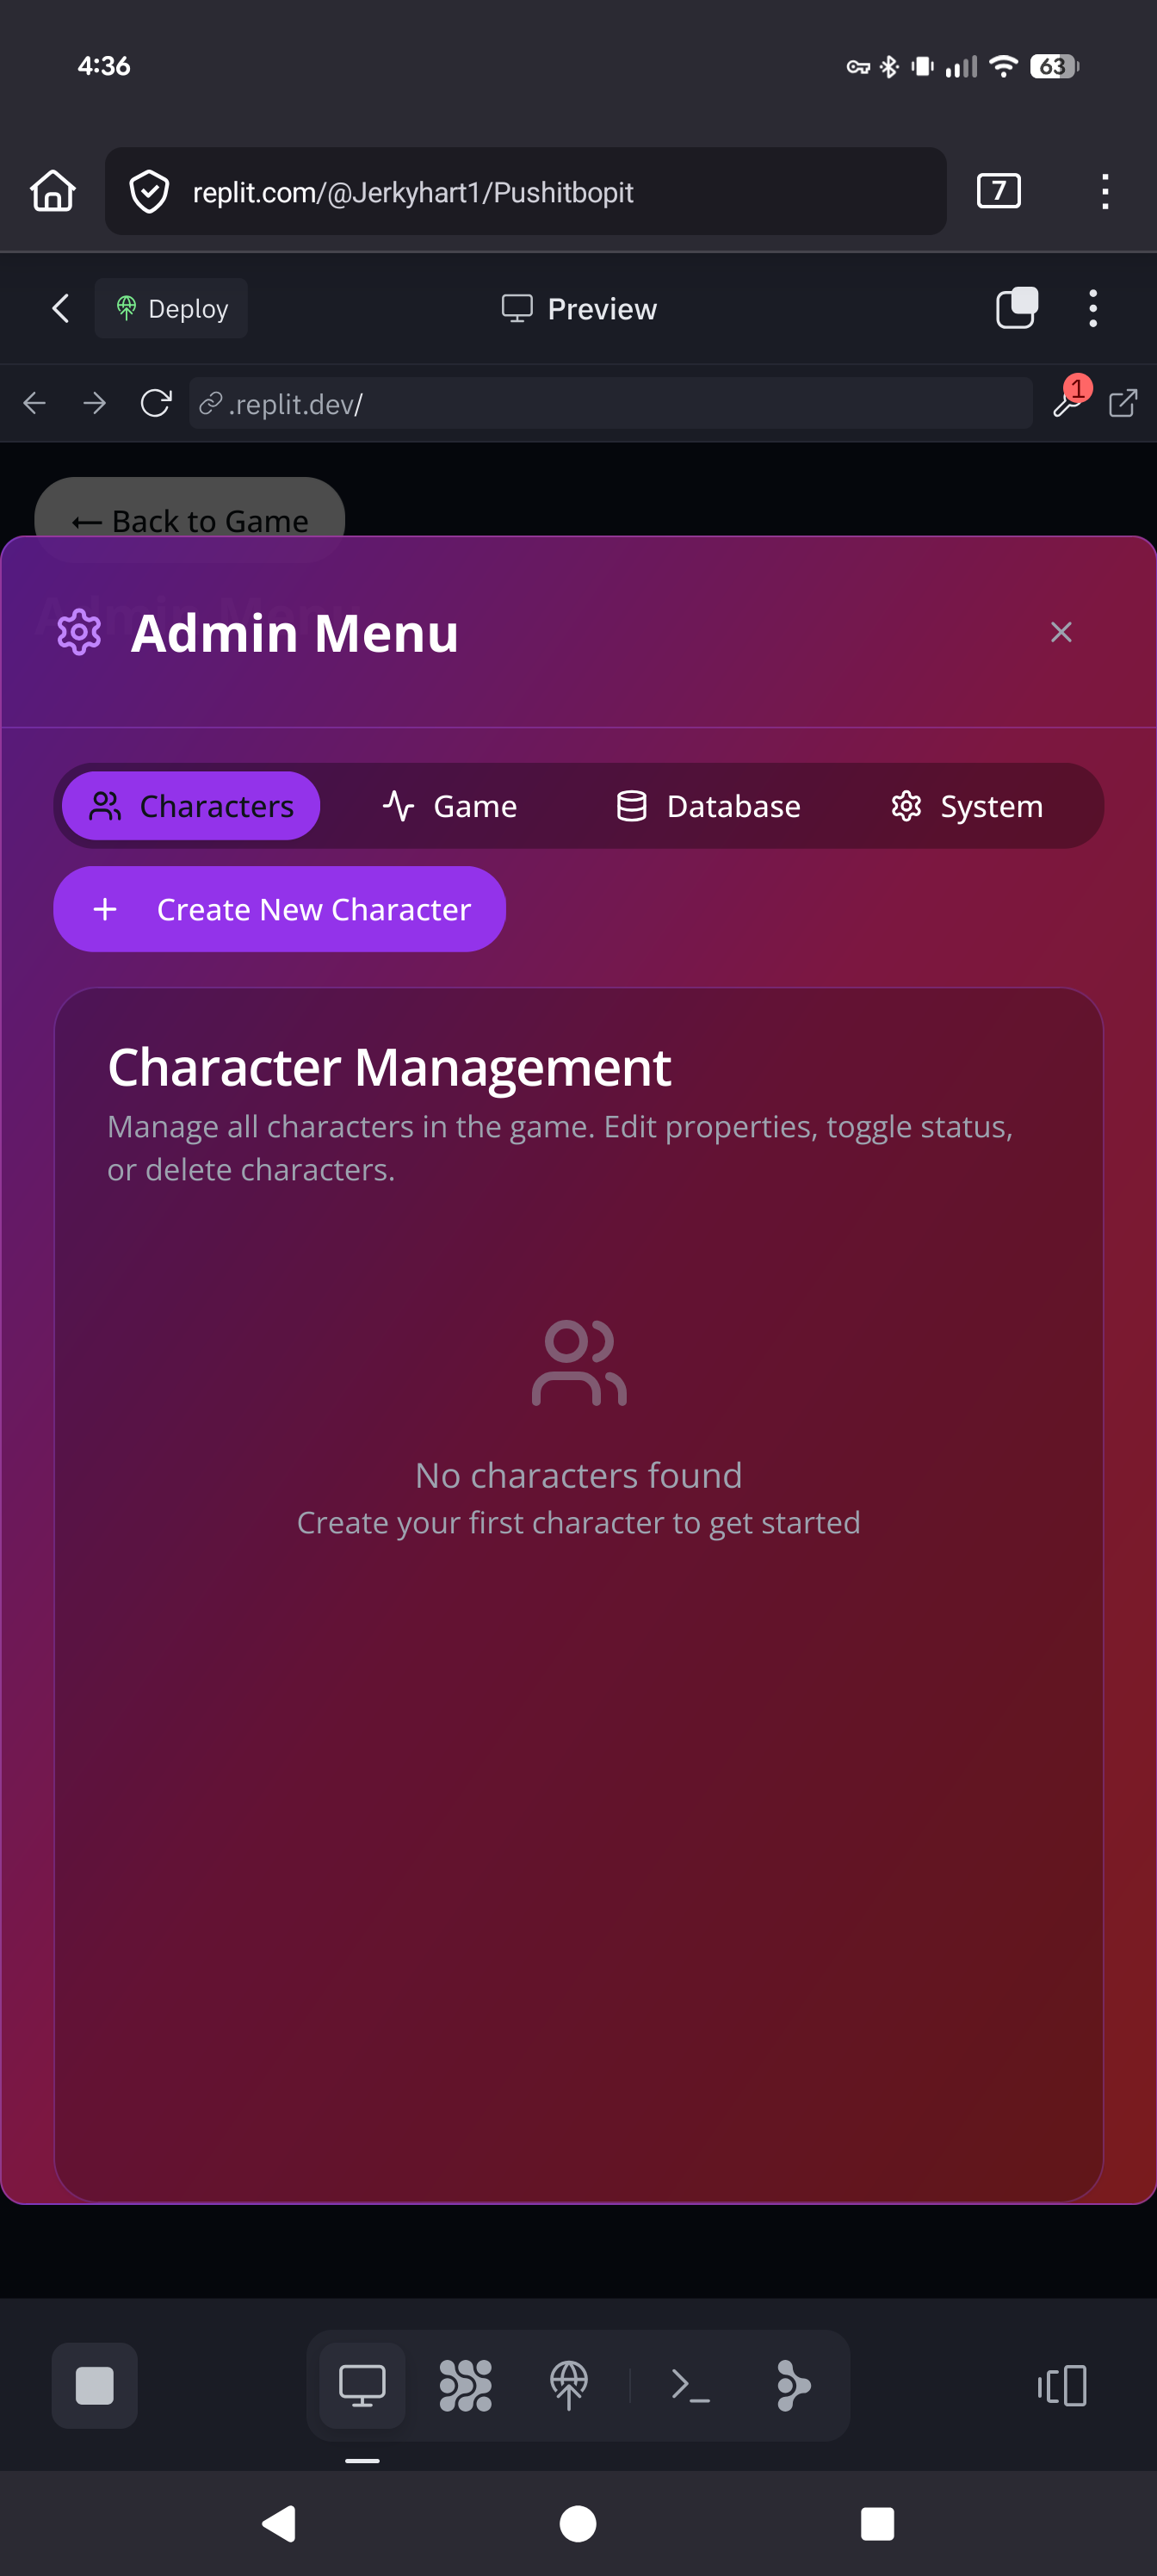 4:36
63
replit.com/@Jerkyhart1/Pushitbopit
7
Deploy
Preview
.replit.dev/
1
← Back to Game
Admin Menu
Characters
Game
Database
System
+ Create New Character
Character Management
Manage all characters in the game. Edit properties, toggle status,
or delete characters.
No characters found
Create your first character to get started